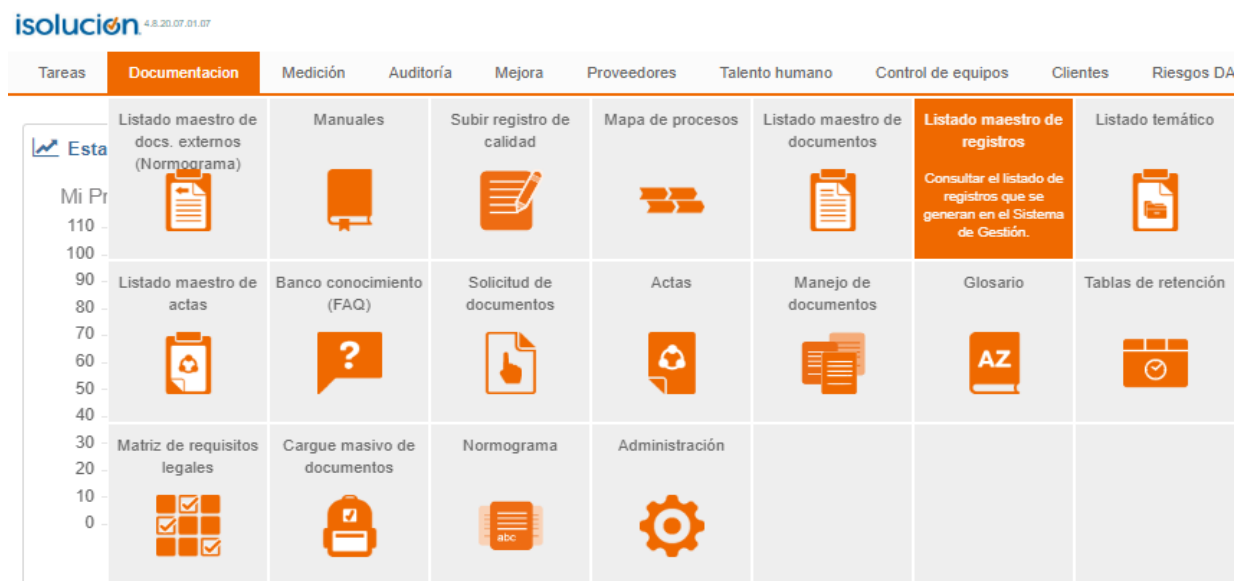 isolución 4.8.20.07.01.07
Tareas Documentacion Medición Auditoría Mejora Proveedores Talento humano Control de equipos Clientes Riesgos DA
Esta
Mi Pr
110
100
90
80
70
60
50
40
30
20
10
0
Listado maestro de
docs. externos
(Normograma)
Manuales
Subir registro de
calidad
Mapa de procesos
Listado maestro de
documentos
Listado maestro de
registros
Consultar el listado de
registros que se
generan en el Sistema
de Gestión.
Listado temático
Listado maestro de
actas
Banco conocimiento
(FAQ)
?
Solicitud de
documentos
Actas
Manejo de
documentos
Glosario
AZ
Tablas de retención
Matriz de requisitos
legales
Cargue masivo de
documentos
Normograma
abc
Administración